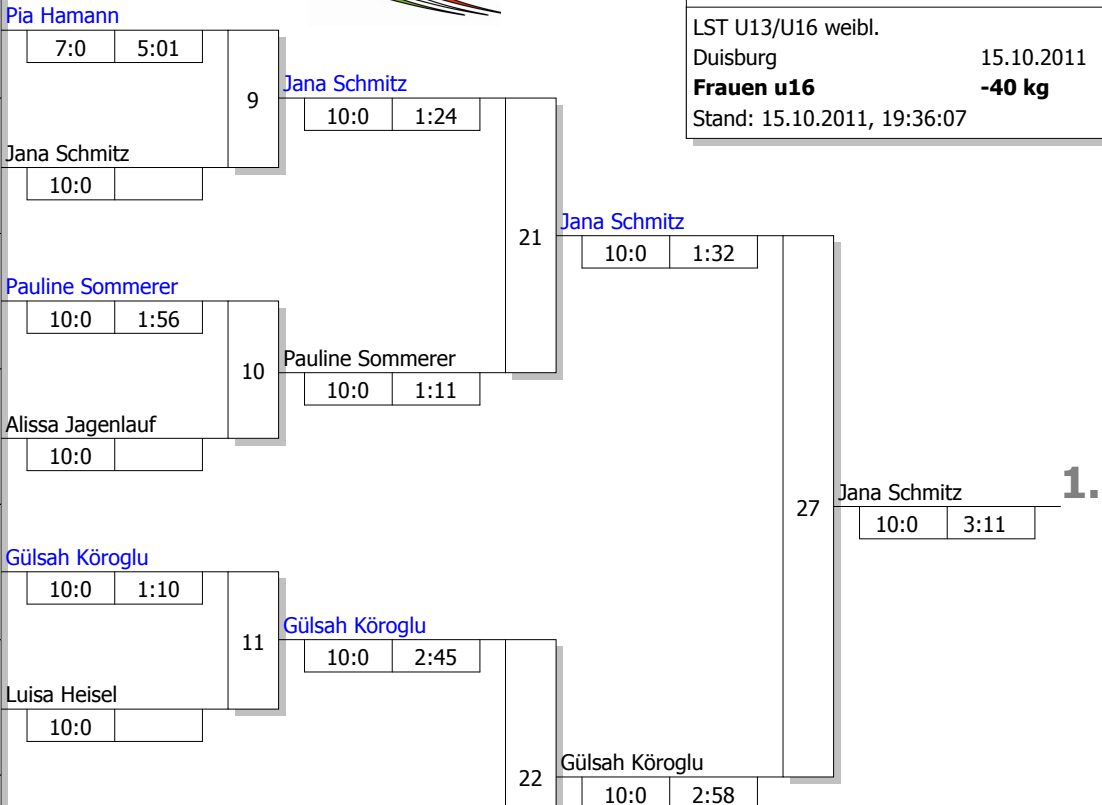 LST U13/U16 weibl.
Duisburg 15.10.2011
Frauen u16 -40 kg
Stand: 15.10.2011, 19:36:07
Pia Hamann
7:0 5:01
9
Jana Schmitz
10:0 1:24
Jana Schmitz
10:0
21
Jana Schmitz
10:0 1:32
Pauline Sommerer
10:0 1:56
10
Pauline Sommerer
10:0 1:11
Alissa Jagenlauf
10:0
27
Jana Schmitz 1.
10:0 3:11
Gülsah Köroglu
10:0 1:10
11
Gülsah Köroglu
10:0 2:45
Luisa Heisel
10:0
22
Gülsah Köroglu
10:0 2:58